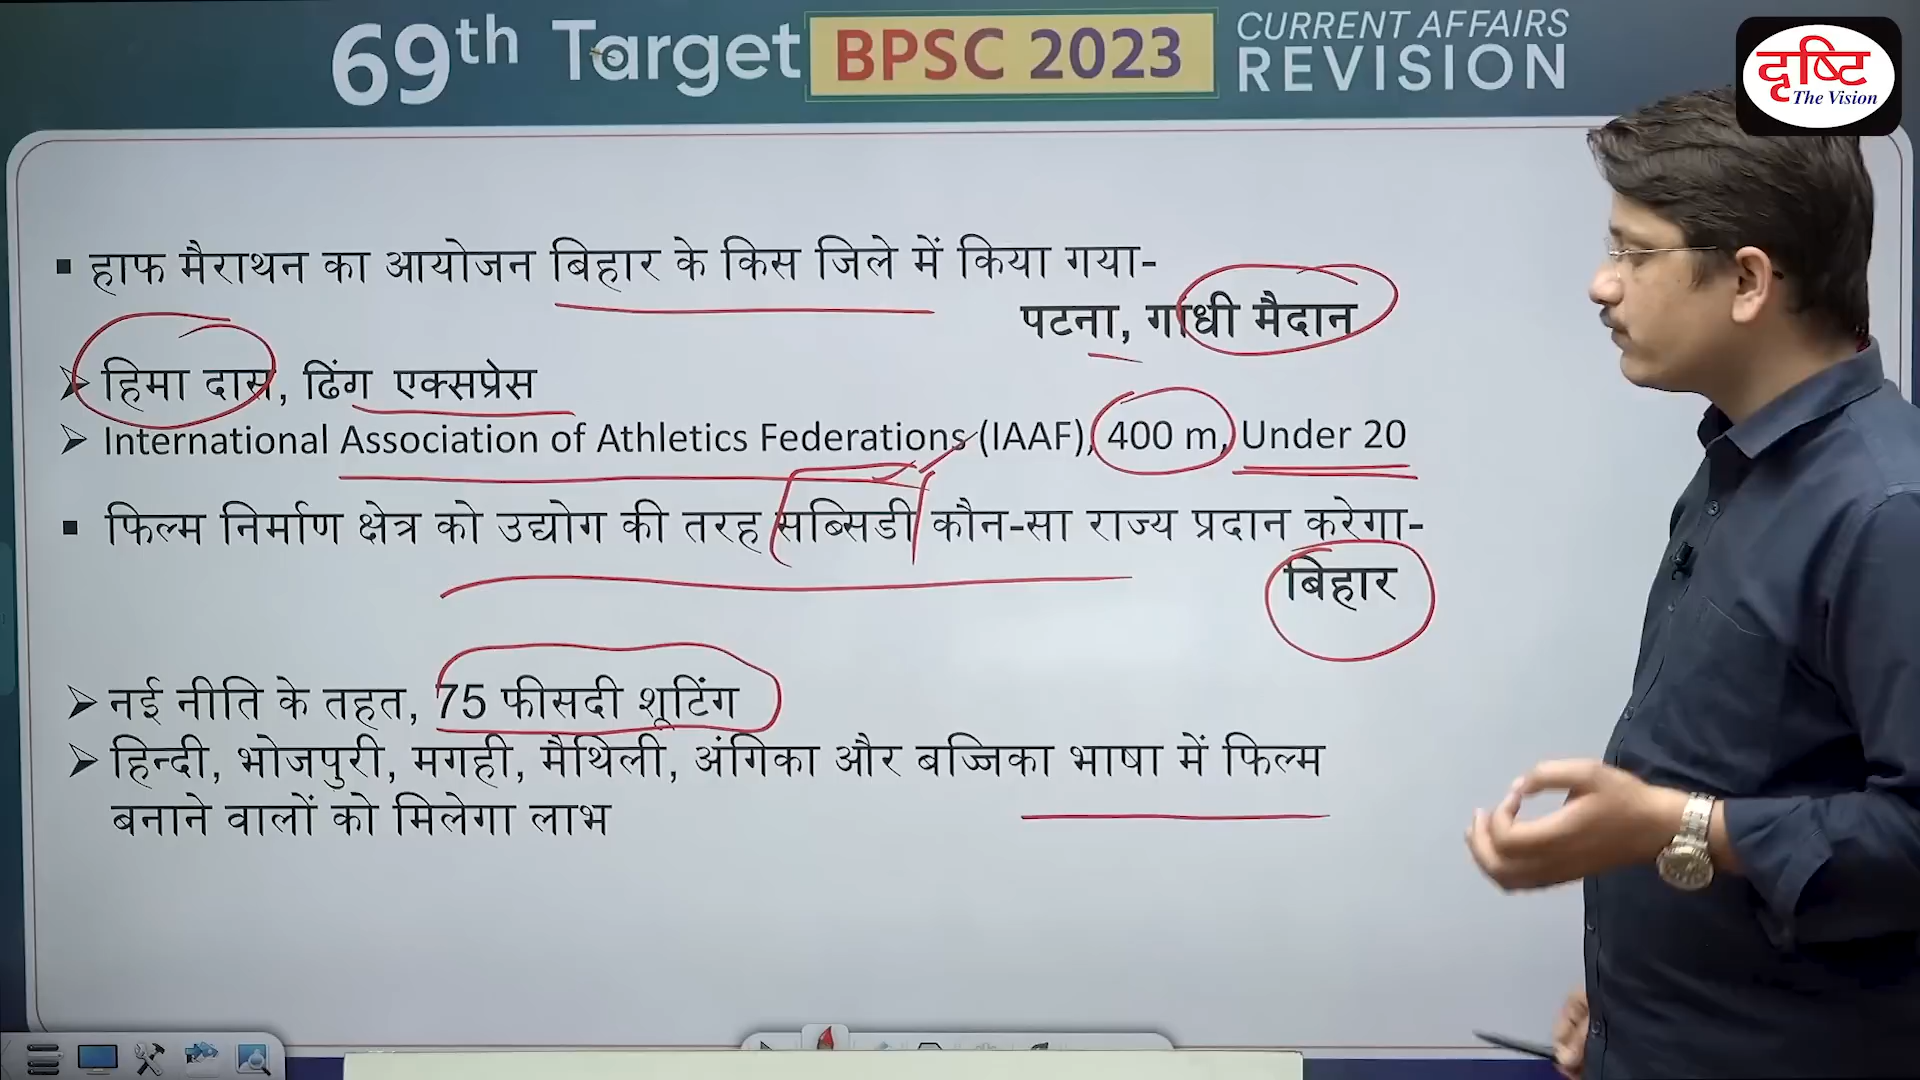 69th Target BPSC 2023 CURRENT AFFAIRS
REVISION
दृष्टि
The Vision
▪ हाफ मैराथन का आयोजन बिहार के किस जिले में किया गया-
पटना, गांधी मैदान
➢ हिमा दास, ढिंग एक्सप्रेस
➢ International Association of Athletics Federations (IAAF), 400 m, Under 20
▪ फिल्म निर्माण क्षेत्र को उद्योग की तरह सब्सिडी कौन-सा राज्य प्रदान करेगा-
बिहार
➢ नई नीति के तहत, 75 फीसदी शूटिंग
➢ हिन्दी, भोजपुरी, मगही, मैथिली, अंगिका और बज्जिका भाषा में फिल्म
बनाने वालों को मिलेगा लाभ